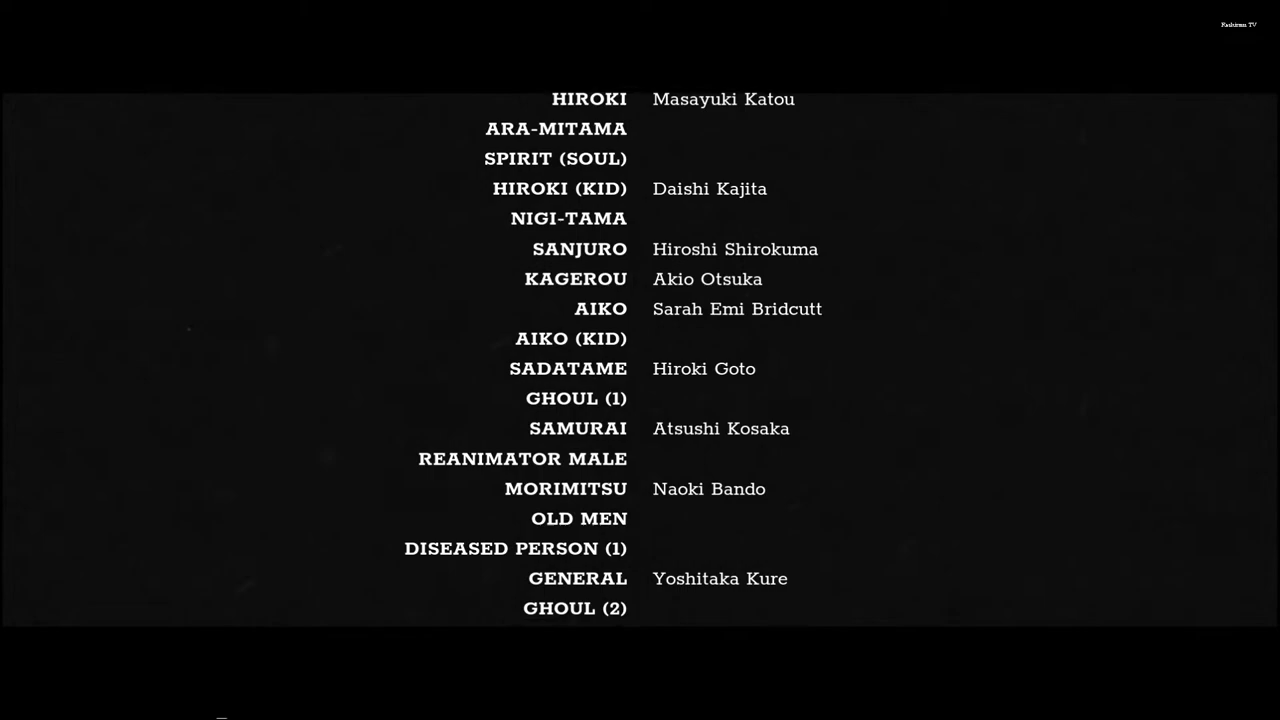 HIROKI Masayuki Katou
ARA-MITAMA
SPIRIT (SOUL)
HIROKI (KID) Daishi Kajita
NIGI-TAMA
SANJURO Hiroshi Shirokuma
KAGEROU Akio Otsuka
AIKO Sarah Emi Bridcutt
AIKO (KID)
SADATAME Hiroki Goto
GHOUL (1)
SAMURAI Atsushi Kosaka
REANIMATOR MALE
MORIMITSU Naoki Bando
OLD MEN
DISEASED PERSON (1)
GENERAL Yoshitaka Kure
GHOUL (2)